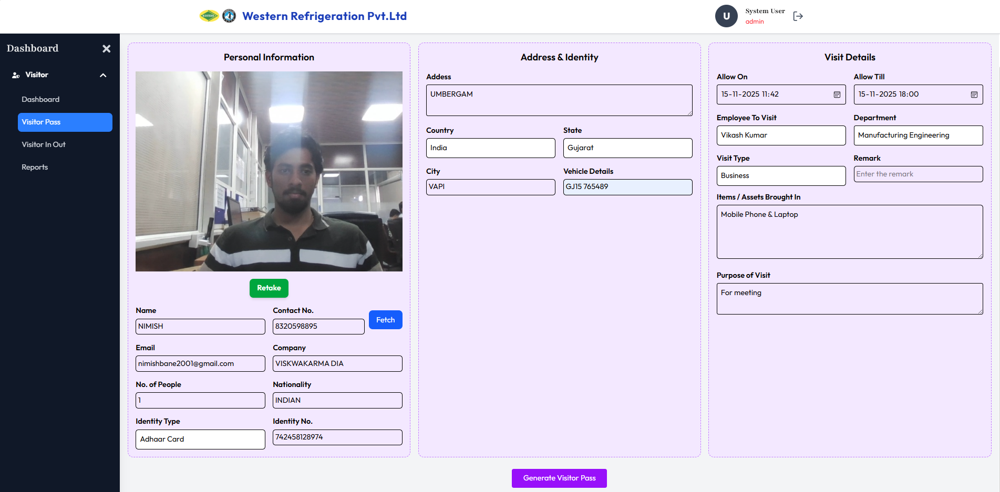 WESTERN
Western Refrigeration Pvt.Ltd
U
System User
admin
Dashboard
Visitor
Dashboard
Visitor Pass
Visitor In Out
Reports
Personal Information
Retake
Name
Contact No.
NIMISH
8320598895
Fetch
Email
Company
nimishbane2001@gmail.com
VISKWAKARMA DIA
No. of People
Nationality
1
INDIAN
Identity Type
Identity No.
Adhaar Card
742458128974
Address & Identity
Addess
UMBERGAM
Country
State
India
Gujarat
City
Vehicle Details
VAPI
GJ15 765489
Visit Details
Allow On
Allow Till
15-11-2025 11:42
15-11-2025 18:00
Employee To Visit
Department
Vikash Kumar
Manufacturing Engineering
Visit Type
Remark
Business
Enter the remark
Items / Assets Brought In
Mobile Phone & Laptop
Purpose of Visit
For meeting
Generate Visitor Pass